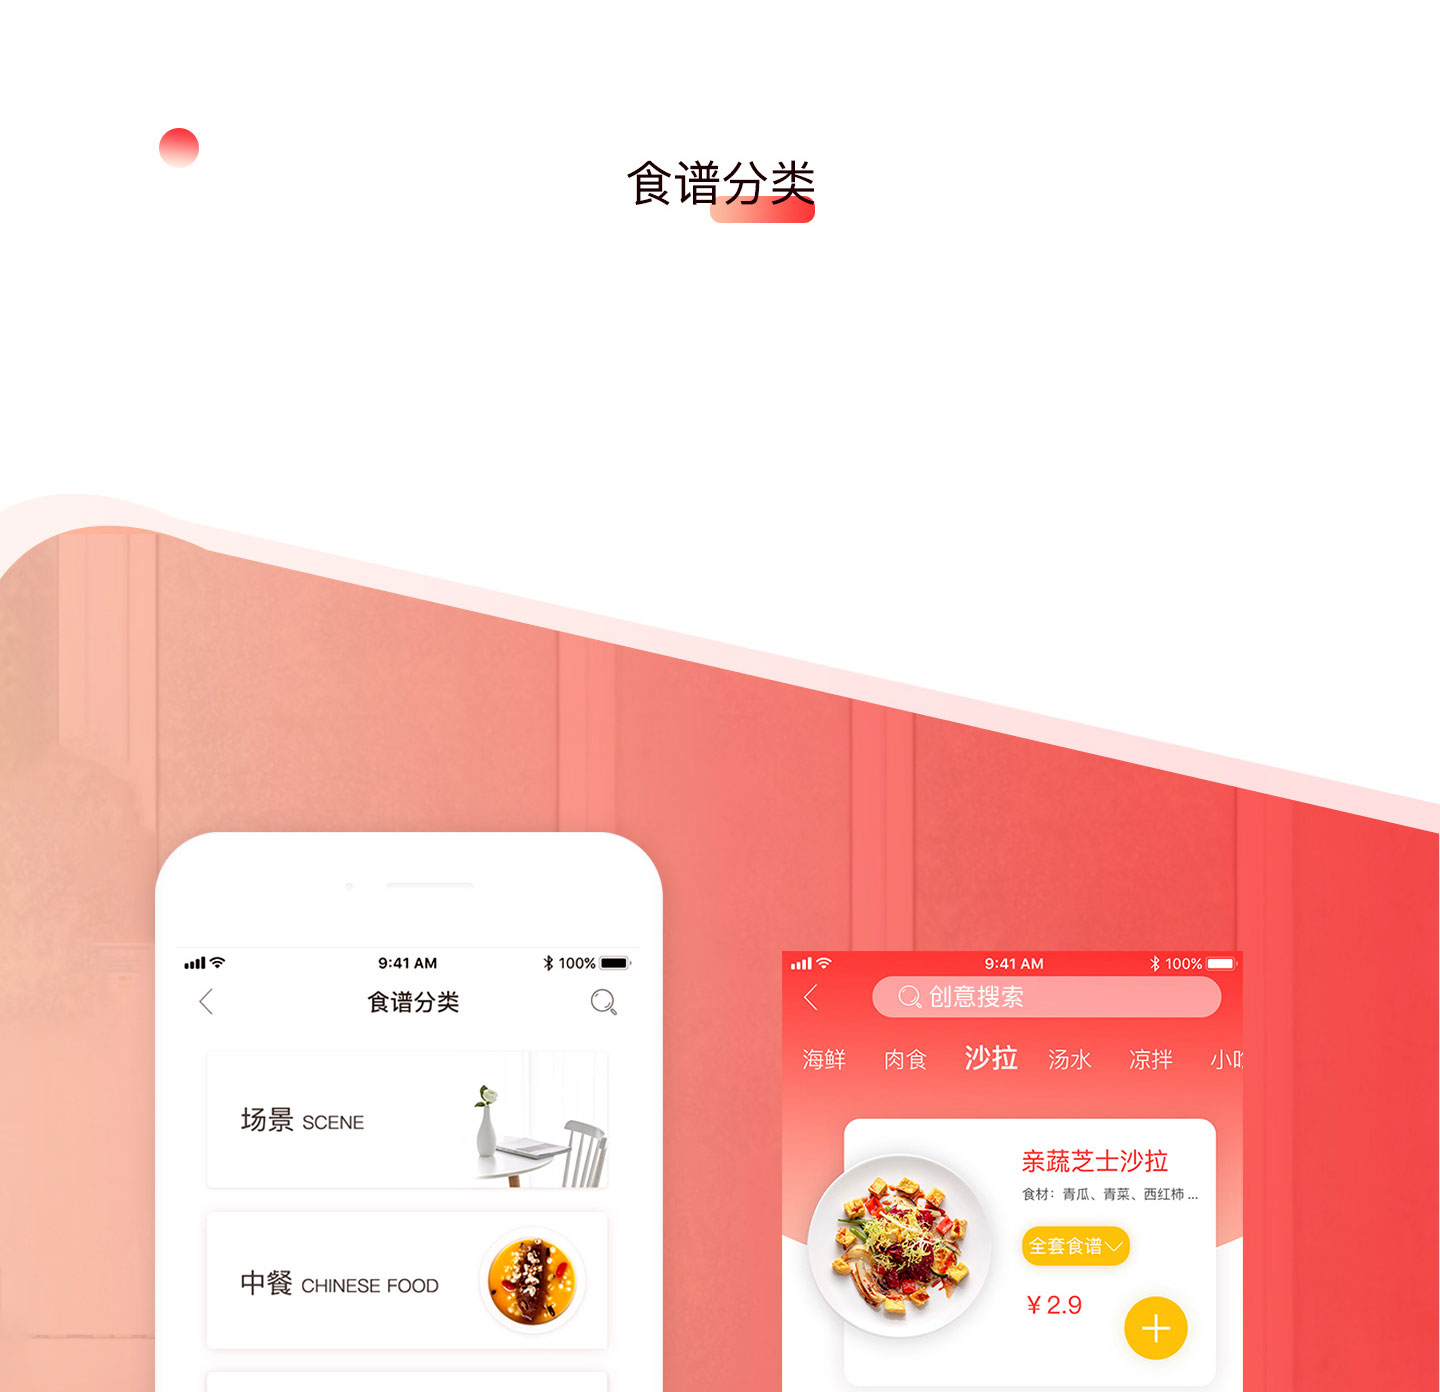 食谱分类
9:41 AM
100%
食谱分类
场景 SCENE
中餐 CHINESE FOOD
9:41 AM
100%
创意搜索
海鲜 肉食 沙拉 汤水 凉拌 小吃
亲蔬芝士沙拉
食材：青瓜、青菜、西红柿 ...
全套食谱
¥ 2.9